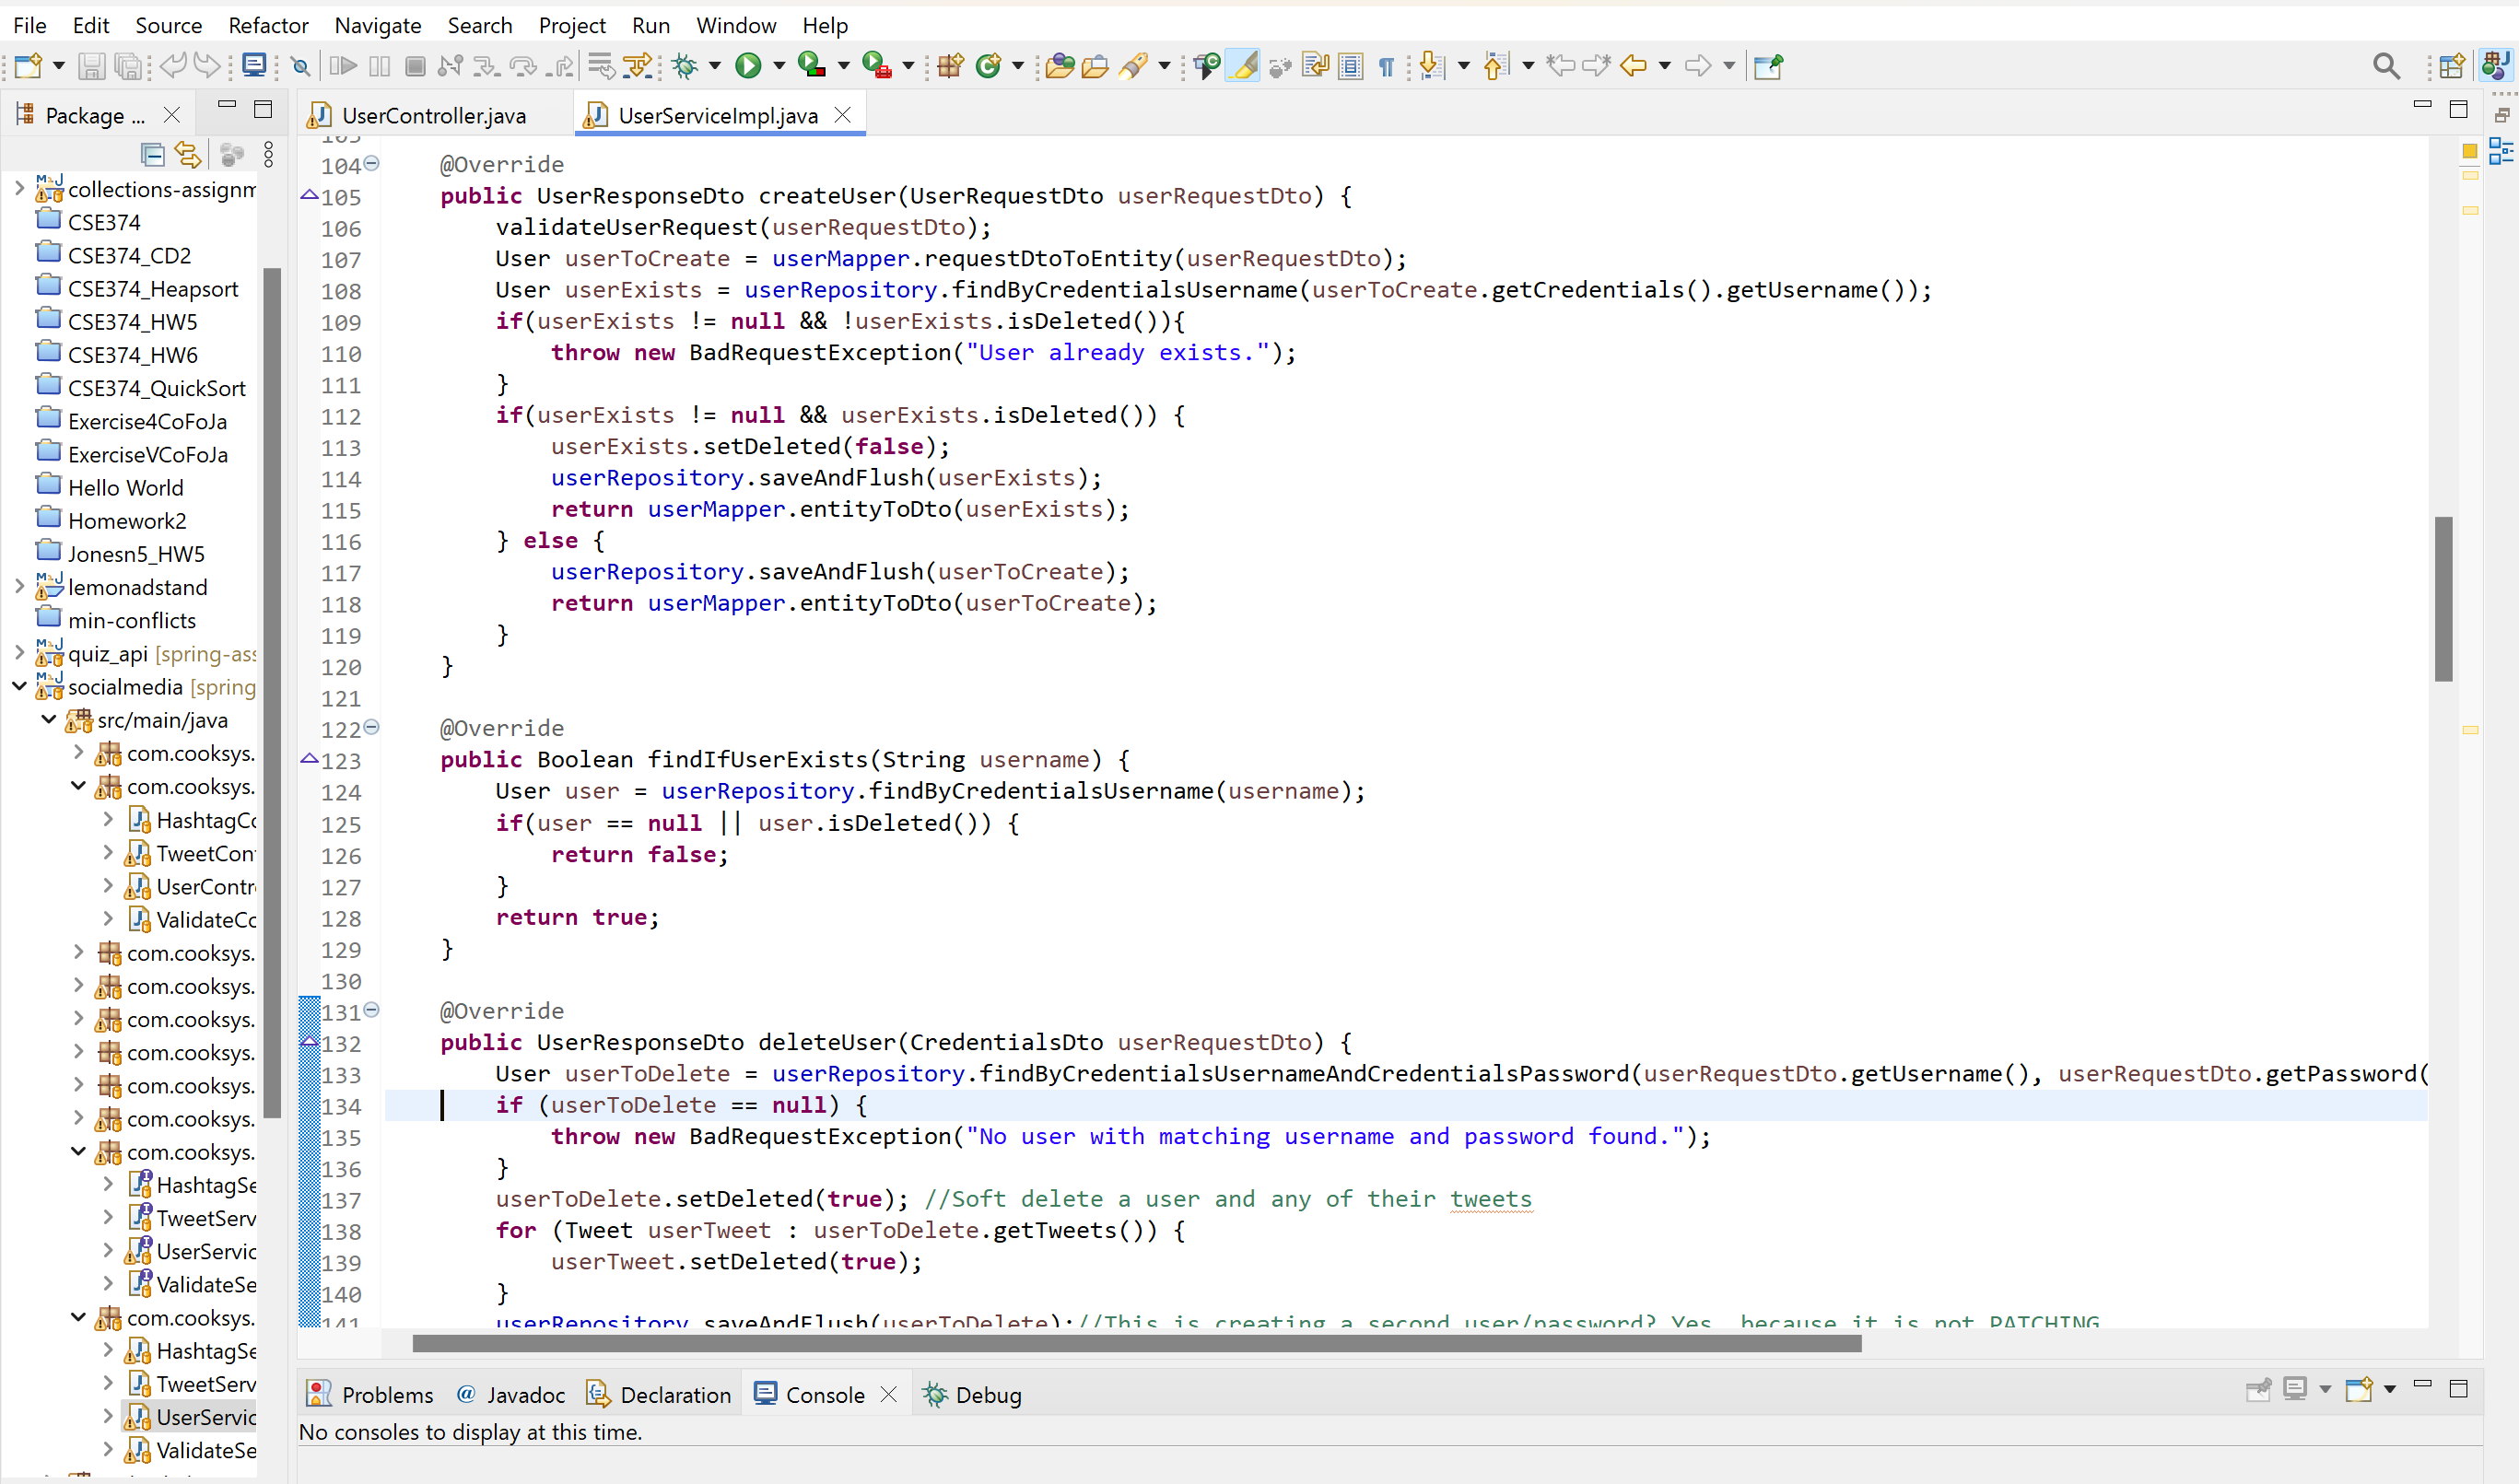 File Edit Source Refactor Navigate Search Project Run Window Help
Package ...
UserController.java
UserServiceImpl.java
collections-assignm
CSE374
CSE374_CD2
CSE374_Heapsort
CSE374_HW5
CSE374_HW6
CSE374_QuickSort
Exercise4CoFoJa
ExerciseVCoFoJa
Hello World
Homework2
Jonesn5_HW5
lemonadstand
min-conflicts
quiz_api [spring-ass
socialmedia [spring
src/main/java
com.cooksys.
com.cooksys.
HashtagCo
TweetCon
UserContr
ValidateCo
com.cooksys.
com.cooksys.
com.cooksys.
com.cooksys.
com.cooksys.
com.cooksys.
com.cooksys.
HashtagSe
TweetServ
UserServic
ValidateSe
com.cooksys.
HashtagSe
TweetServ
UserServic
ValidateSe
103
104 @Override
105 public UserResponseDto createUser(UserRequestDto userRequestDto) {
106 validateUserRequest(userRequestDto);
107 User userToCreate = userMapper.requestDtoToEntity(userRequestDto);
108 User userExists = userRepository.findByCredentialsUsername(userToCreate.getCredentials().getUsername());
109 if(userExists != null && !userExists.isDeleted()){
110 throw new BadRequestException("User already exists.");
111 }
112 if(userExists != null && userExists.isDeleted()) {
113 userExists.setDeleted(false);
114 userRepository.saveAndFlush(userExists);
115 return userMapper.entityToDto(userExists);
116 } else {
117 userRepository.saveAndFlush(userToCreate);
118 return userMapper.entityToDto(userToCreate);
119 }
120 }
121
122 @Override
123 public Boolean findIfUserExists(String username) {
124 User user = userRepository.findByCredentialsUsername(username);
125 if(user == null || user.isDeleted()) {
126 return false;
127 }
128 return true;
129 }
130
131 @Override
132 public UserResponseDto deleteUser(CredentialsDto userRequestDto) {
133 User userToDelete = userRepository.findByCredentialsUsernameAndCredentialsPassword(userRequestDto.getUsername(), userRequestDto.getPassword(
134 if (userToDelete == null) {
135 throw new BadRequestException("No user with matching username and password found.");
136 }
137 userToDelete.setDeleted(true); //Soft delete a user and any of their tweets
138 for (Tweet userTweet : userToDelete.getTweets()) {
139 userTweet.setDeleted(true);
140 }
141 userRepository.saveAndFlush(userToDelete);//This is creating a second user/password? Yes, because it is not PATCHING
Problems @ Javadoc Declaration Console Debug
No consoles to display at this time.